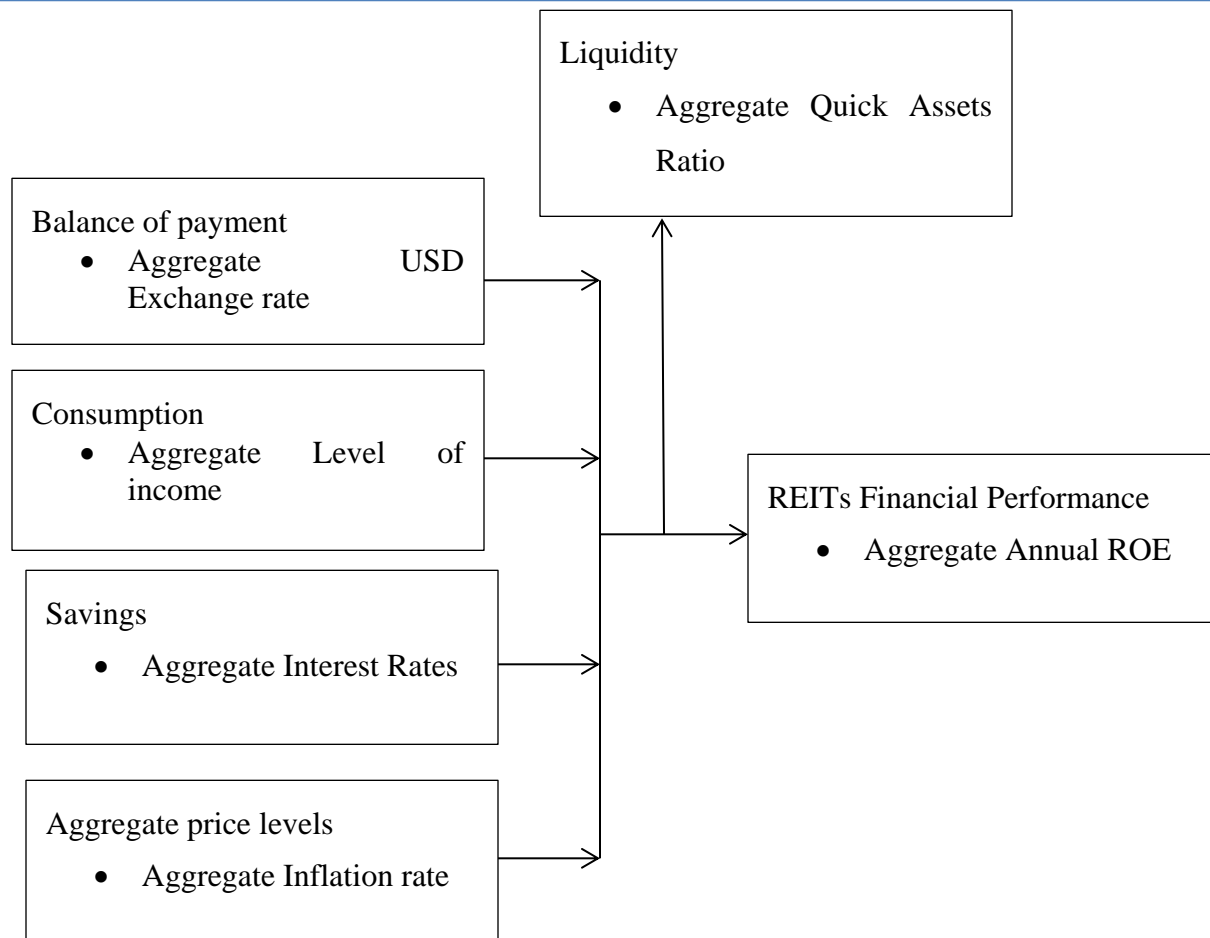 Liquidity
• Aggregate Quick Assets
Ratio
Balance of payment
• Aggregate USD
Exchange rate
Consumption
• Aggregate Level of
income
REITs Financial Performance
• Aggregate Annual ROE
Savings
• Aggregate Interest Rates
Aggregate price levels
• Aggregate Inflation rate